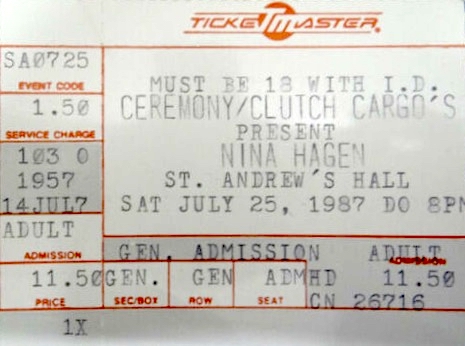 TICKETMASTER
SA0725
EVENT CODE
MUST BE 18 WITH I.D.
1.50
CEREMONY/CLUTCH CARGO'S
SERVICE CHARGE
PRESENT
103 0
NINA HAGEN
1957
ST. ANDREW'S HALL
14JUL7
SAT JULY 25, 1987 DO 8PM
ADULT
ADMISSION
GEN. ADMISSION ADULT
ADMISSION
11.50 GEN. GEN ADM HD 11.50
PRICE SEC/BOX ROW SEAT CN 26716
1X